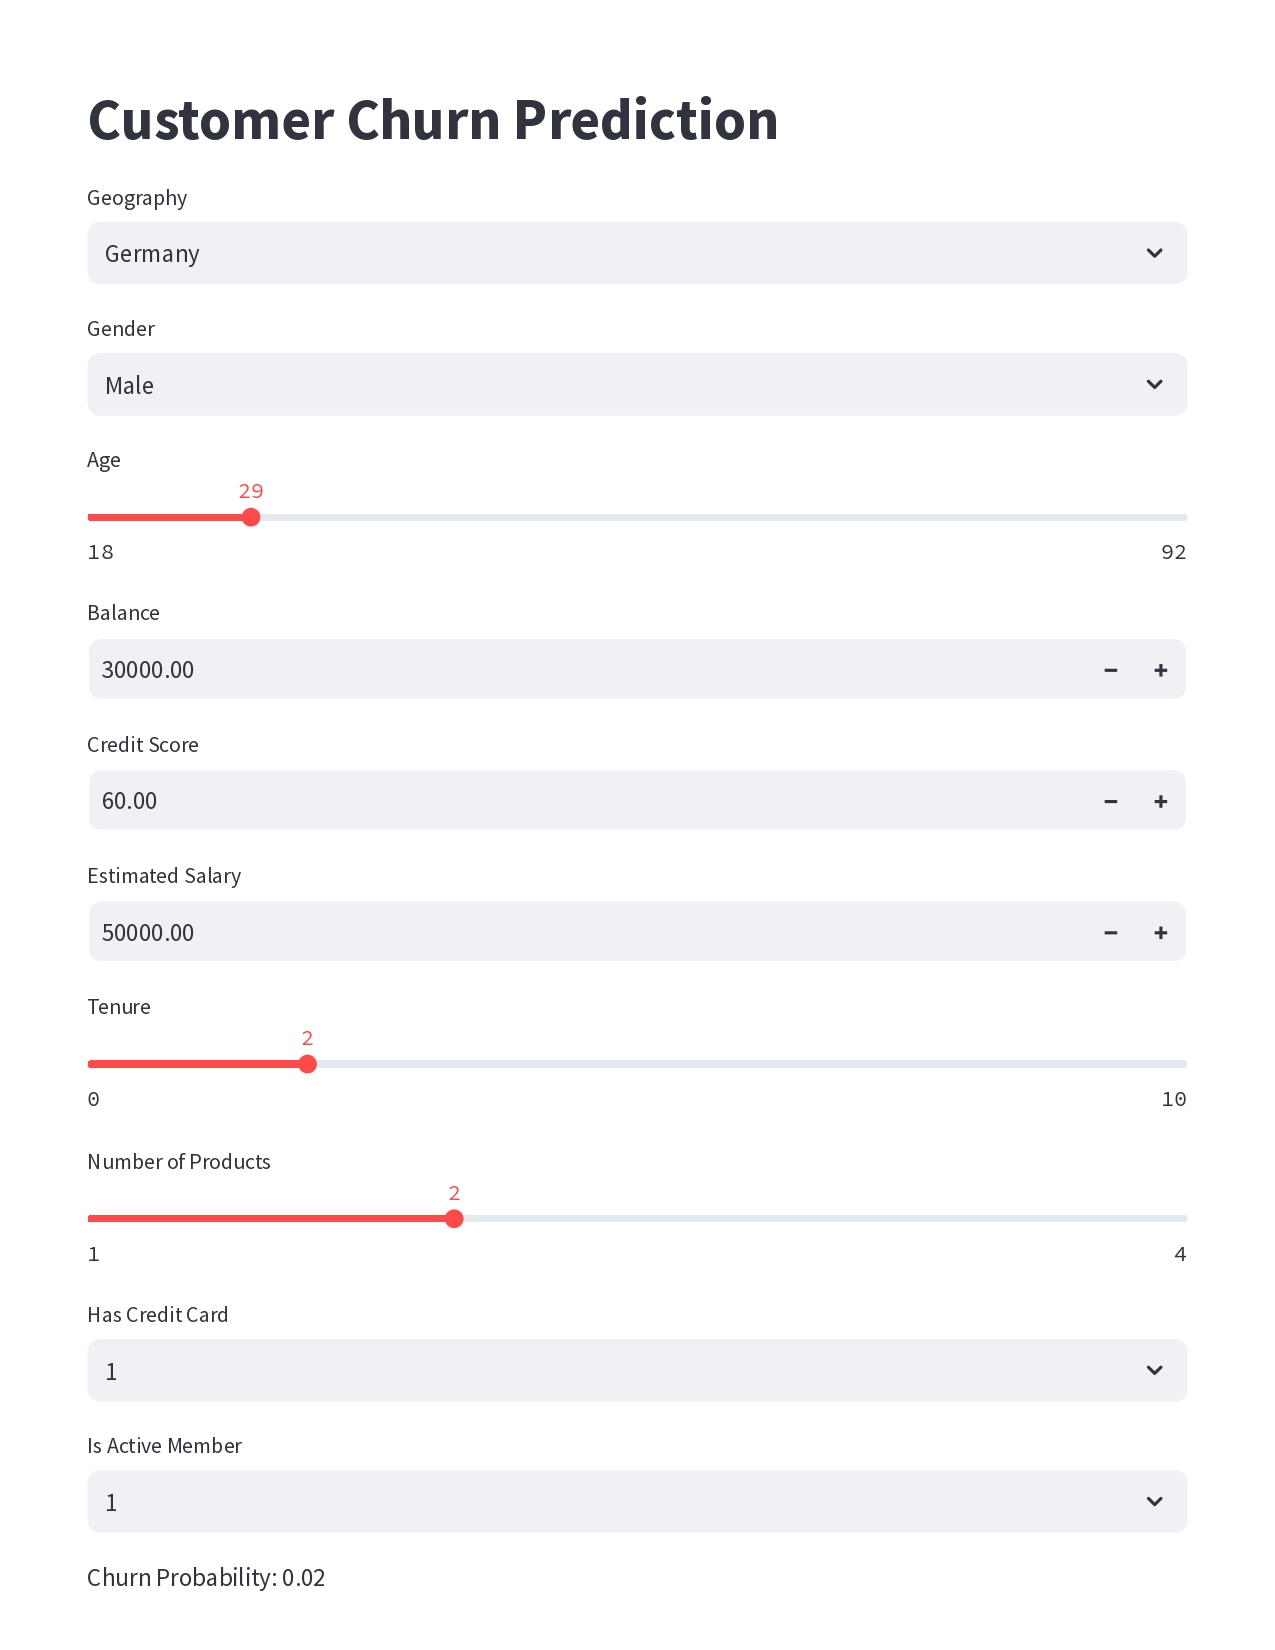 Customer Churn Prediction
Geography
Germany
Gender
Male
Age
29
18 92
Balance
30000.00
Credit Score
60.00
Estimated Salary
50000.00
Tenure
2
0 10
Number of Products
2
1 4
Has Credit Card
1
Is Active Member
1
Churn Probability: 0.02